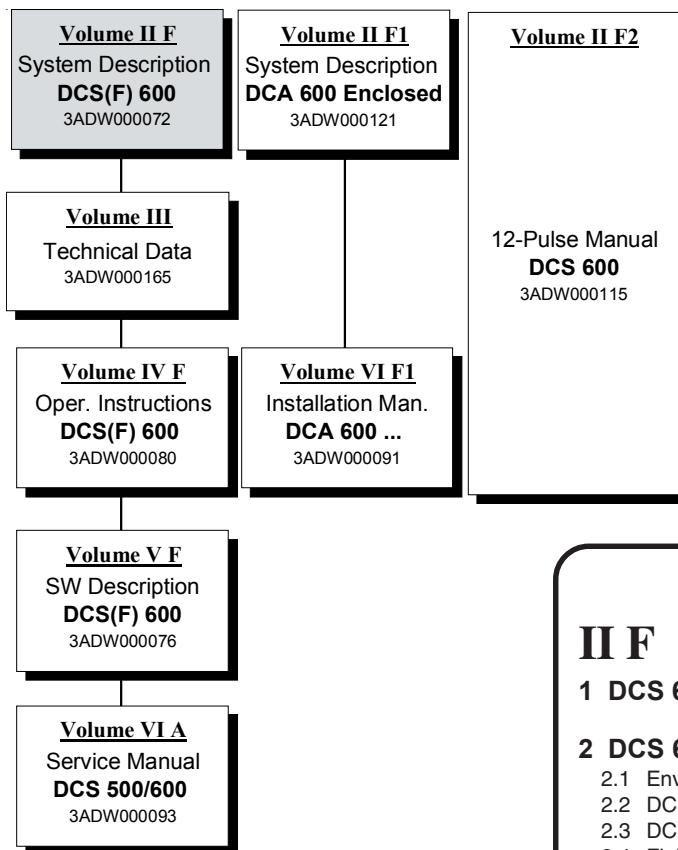 Volume II F
System Description
DCS(F) 600
3ADW000072
Volume II F1
System Description
DCA 600 Enclosed
3ADW000121
Volume II F2
12-Pulse Manual
DCS 600
3ADW000115
Volume III
Technical Data
3ADW000165
Volume IV F
Oper. Instructions
DCS(F) 600
3ADW000080
Volume VI F1
Installation Man.
DCA 600 ...
3ADW000091
Volume V F
SW Description
DCS(F) 600
3ADW000076
Volume VI A
Service Manual
DCS 500/600
3ADW000093
II F
1 DCS
2 DCS
2.1
2.2
2.3